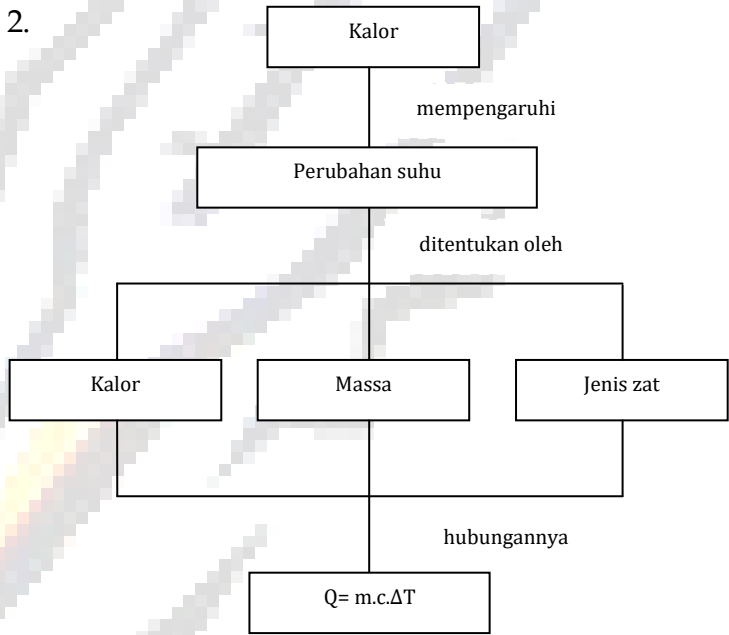 2.
Kalor
mempengaruhi
Perubahan suhu
ditentukan oleh
Kalor
Massa
Jenis zat
hubungannya
Q= m.c.ΔT